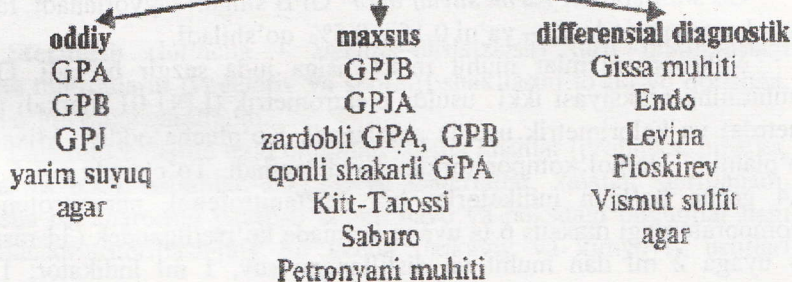 oddiy
GPA
GPB
GPJ
yarim suyuq
agar
maxsus
GPJB
GPJA
zardobli GPA, GPB
qonli shakarli GPA
Kitt-Tarossi
Saburo
Petronyani muhiti
differensial diagnostik
Gissa muhiti
Endo
Levina
Ploskirev
Vismut sulfit
agar